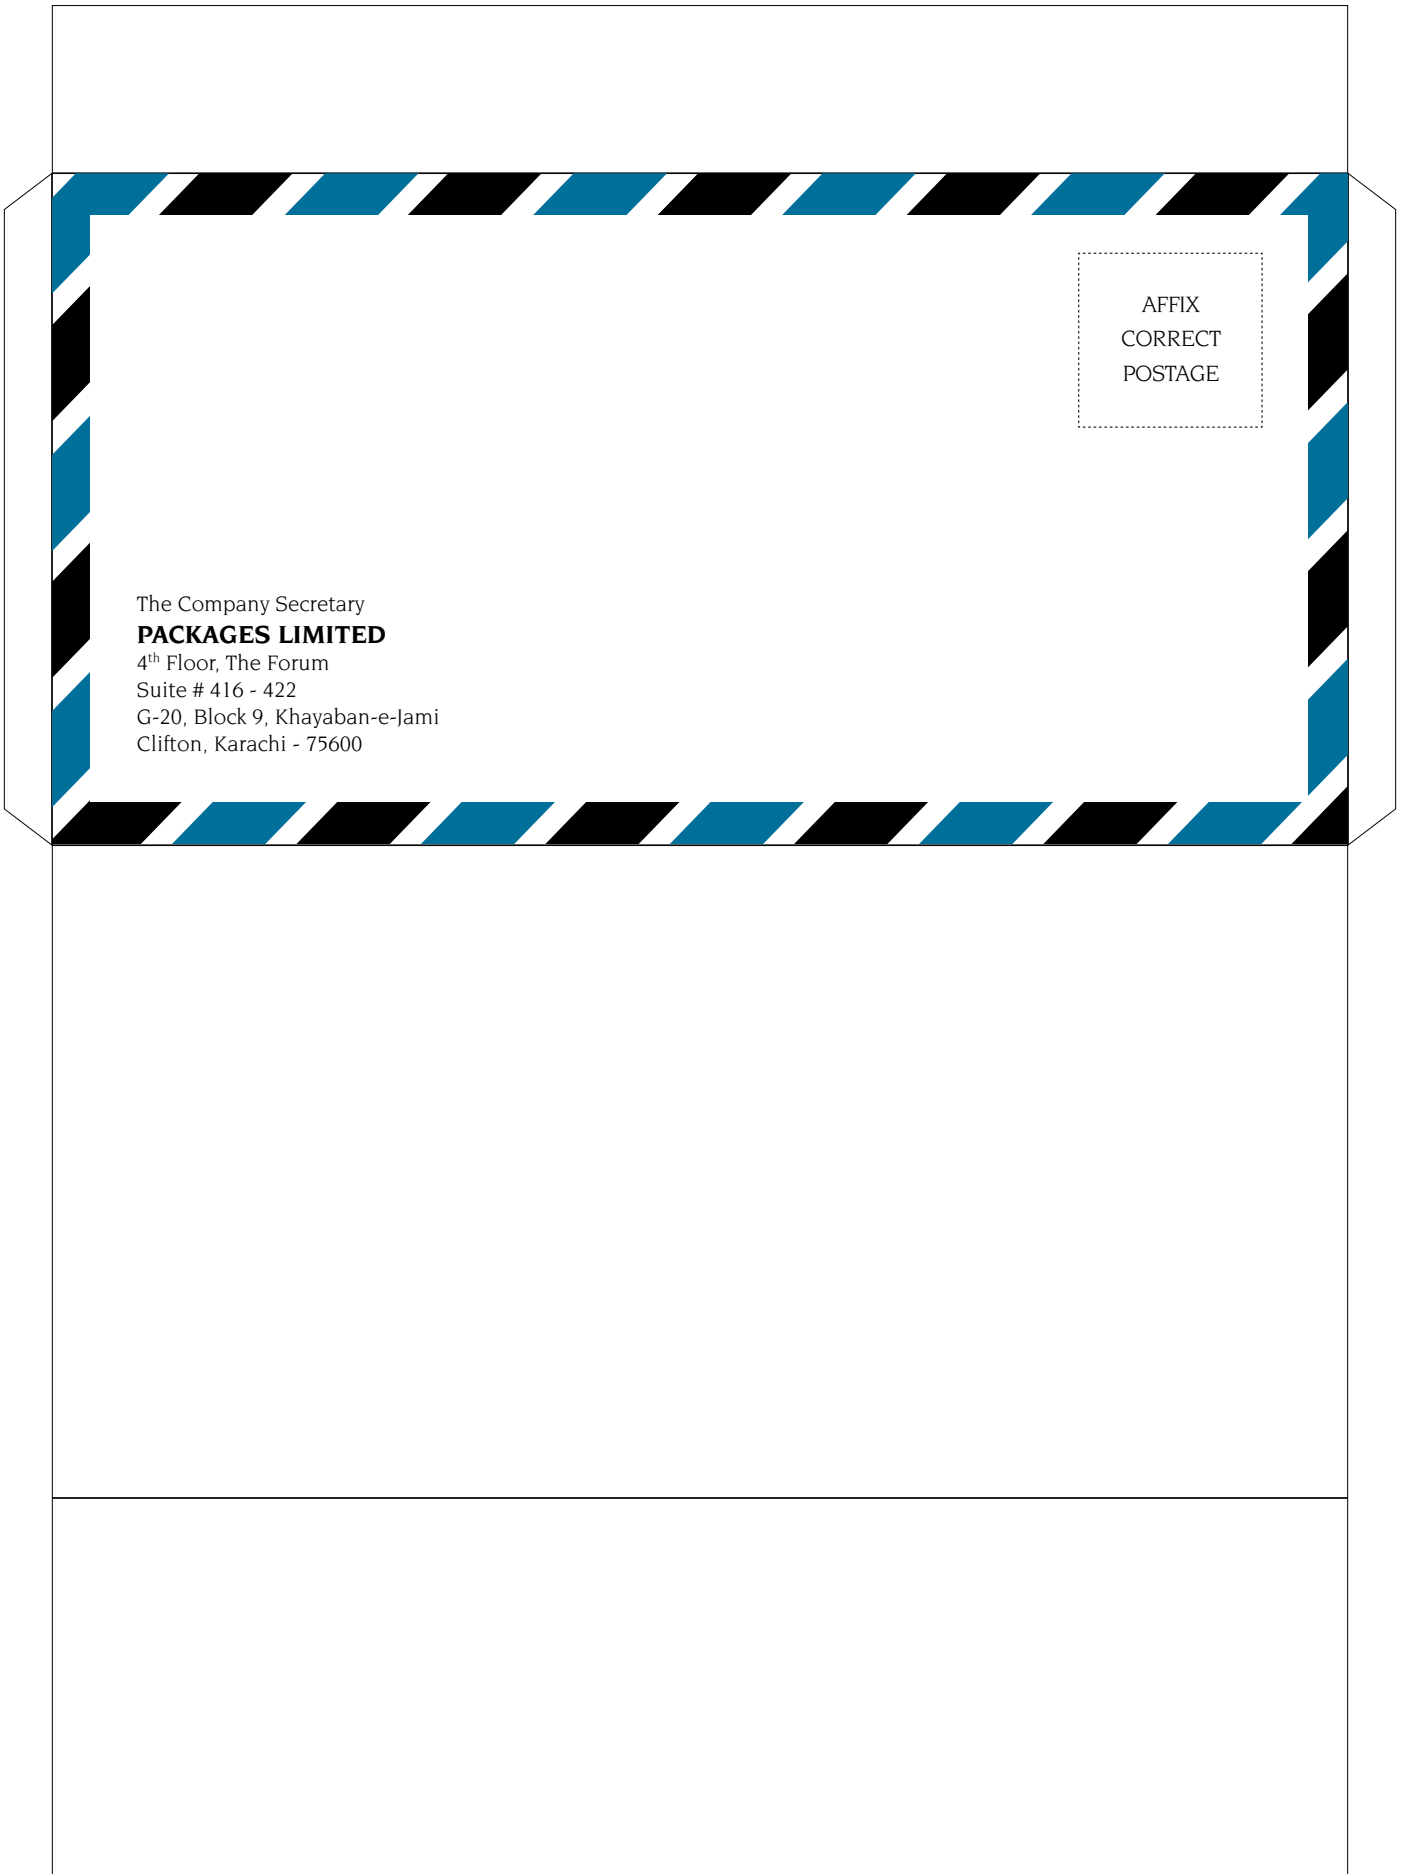 AFFIX
CORRECT
POSTAGE
The Company Secretary
PACKAGES LIMITED
4th Floor, The Forum
Suite # 416 - 422
G-20, Block 9, Khayaban-e-Jami
Clifton, Karachi - 75600